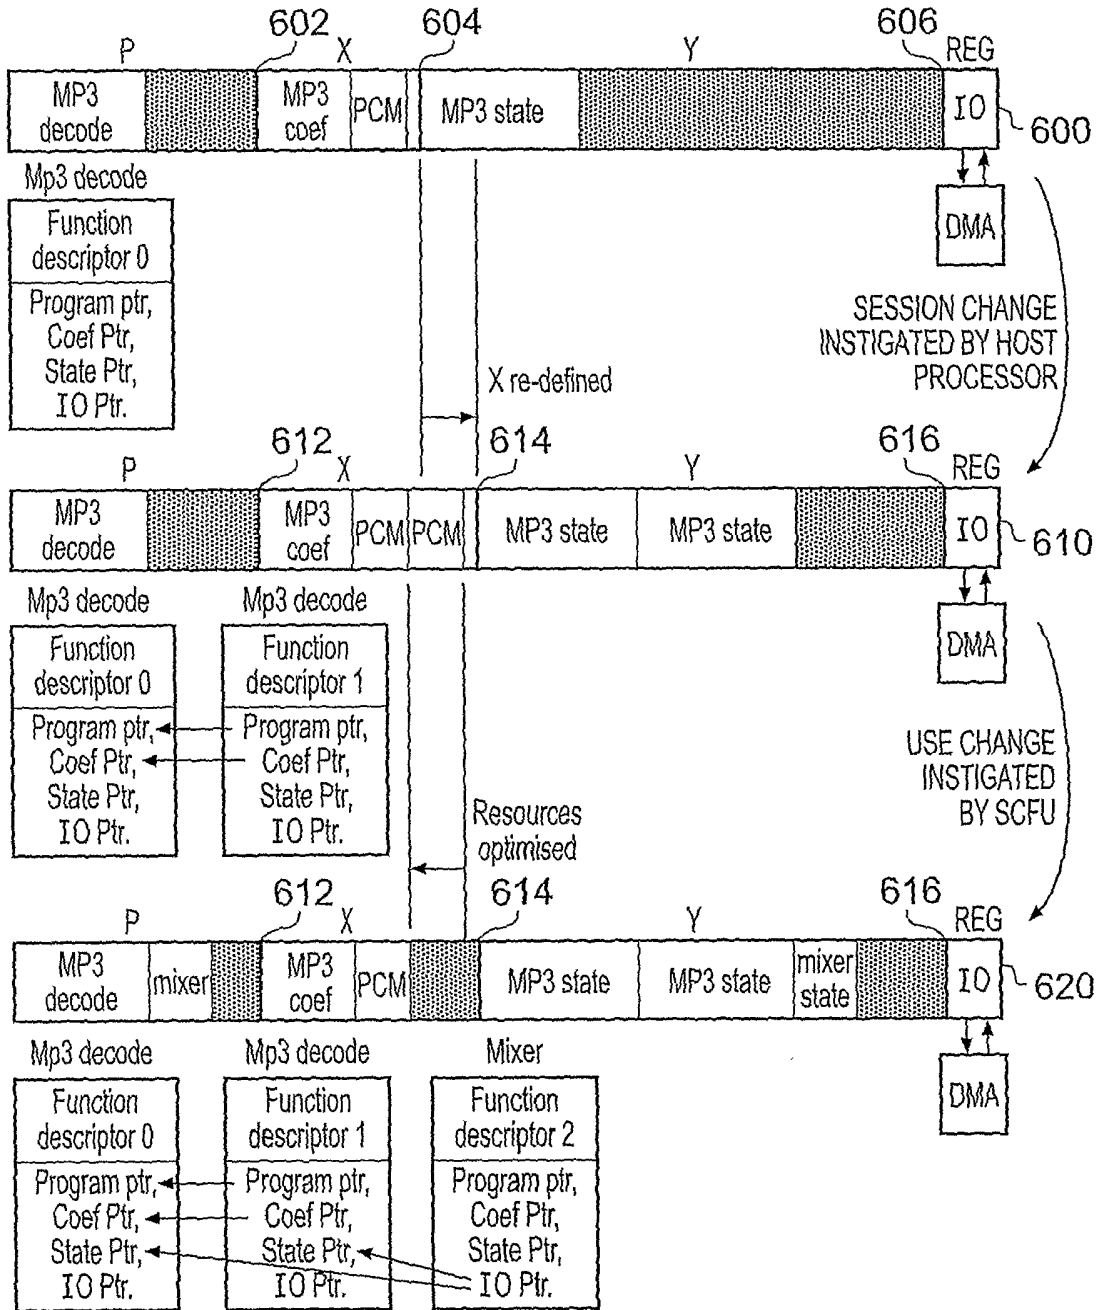 602
604
606
P
X
Y
REG
MP3
decode
MP3
coef
PCM
MP3 state
IO
600
Mp3 decode
Function
descriptor 0
Program ptr,
Coef Ptr,
State Ptr,
IO Ptr.
DMA
SESSION CHANGE
INSTIGATED BY HOST
PROCESSOR
X re-defined
612
614
616
P
X
Y
REG
MP3
decode
MP3
coef
PCM
PCM
MP3 state
MP3 state
IO
610
Mp3 decode
Function
descriptor 0
Program ptr,
Coef Ptr,
State Ptr,
IO Ptr.
Mp3 decode
Function
descriptor 1
Program ptr,
Coef Ptr,
State Ptr,
IO Ptr.
DMA
USE CHANGE
INSTIGATED
BY SCFU
Resources
optimised
612
614
616
P
X
Y
REG
MP3
decode
mixer
MP3
coef
PCM
MP3 state
MP3 state
mixer
state
IO
620
Mp3 decode
Function
descriptor 0
Program ptr,
Coef Ptr,
State Ptr,
IO Ptr.
Mp3 decode
Function
descriptor 1
Program ptr,
Coef Ptr,
State Ptr,
IO Ptr.
Mixer
Function
descriptor 2
Program ptr,
Coef Ptr,
State Ptr,
IO Ptr.
DMA